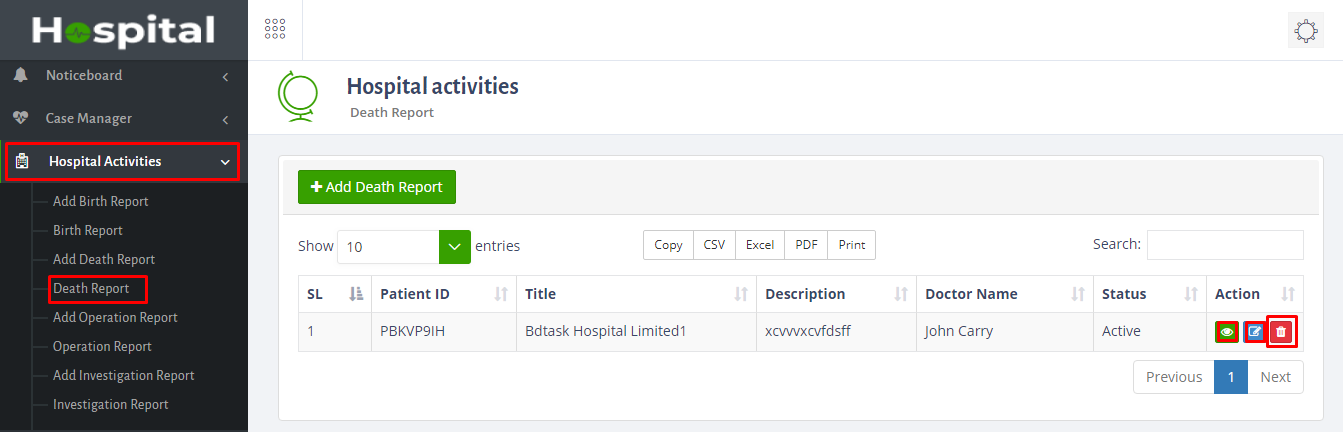 Hospital
Noticeboard
Case Manager
Hospital Activities
Add Birth Report
Birth Report
Add Death Report
Death Report
Add Operation Report
Operation Report
Add Investigation Report
Investigation Report
Hospital activities
Death Report
Add Death Report
Show 10 entries
Copy CSV Excel PDF Print
Search:
SL Patient ID Title Description Doctor Name Status Action
1 PBKVP9IH Bdtask Hospital Limited1 xcvvvxcvfdsff John Carry Active
Previous 1 Next